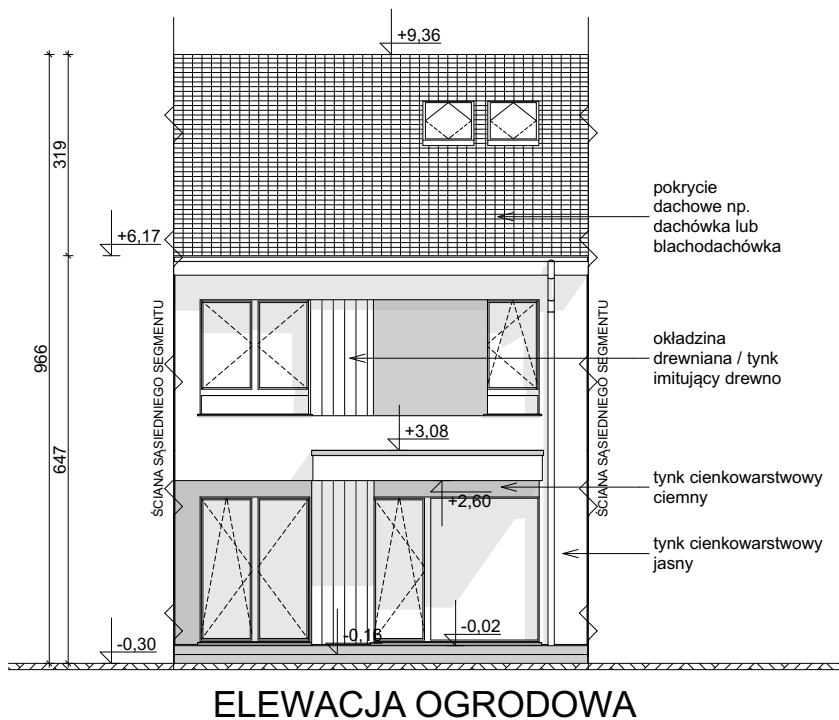 +9,36
319
pokrycie
dachowe np.
dachówka lub
blachodachówka
+6,17
ŚCIANA SĄSIEDNIEGO SEGMENTU
ŚCIANA SĄSIEDNIEGO SEGMENTU
okładzina
drewniana / tynk
imitujący drewno
966
647
+3,08
tynk cienkowarstwowy
ciemny
+2,60
tynk cienkowarstwowy
jasny
-0,30
-0,16
-0,02
ELEWACJA OGRODOWA